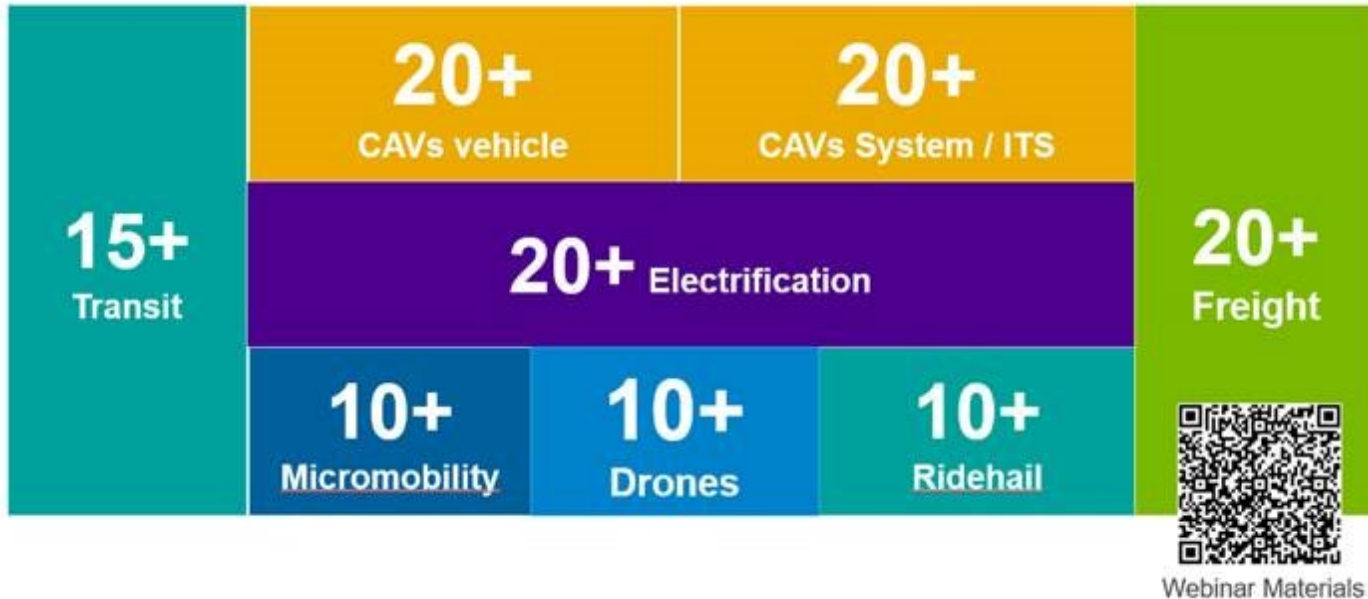 15+
Transit
20+
CAVs vehicle
20+
CAVs System / ITS
20+ Electrification
10+
Micromobility
10+
Drones
10+
Ridehail
20+
Freight
Webinar Materials